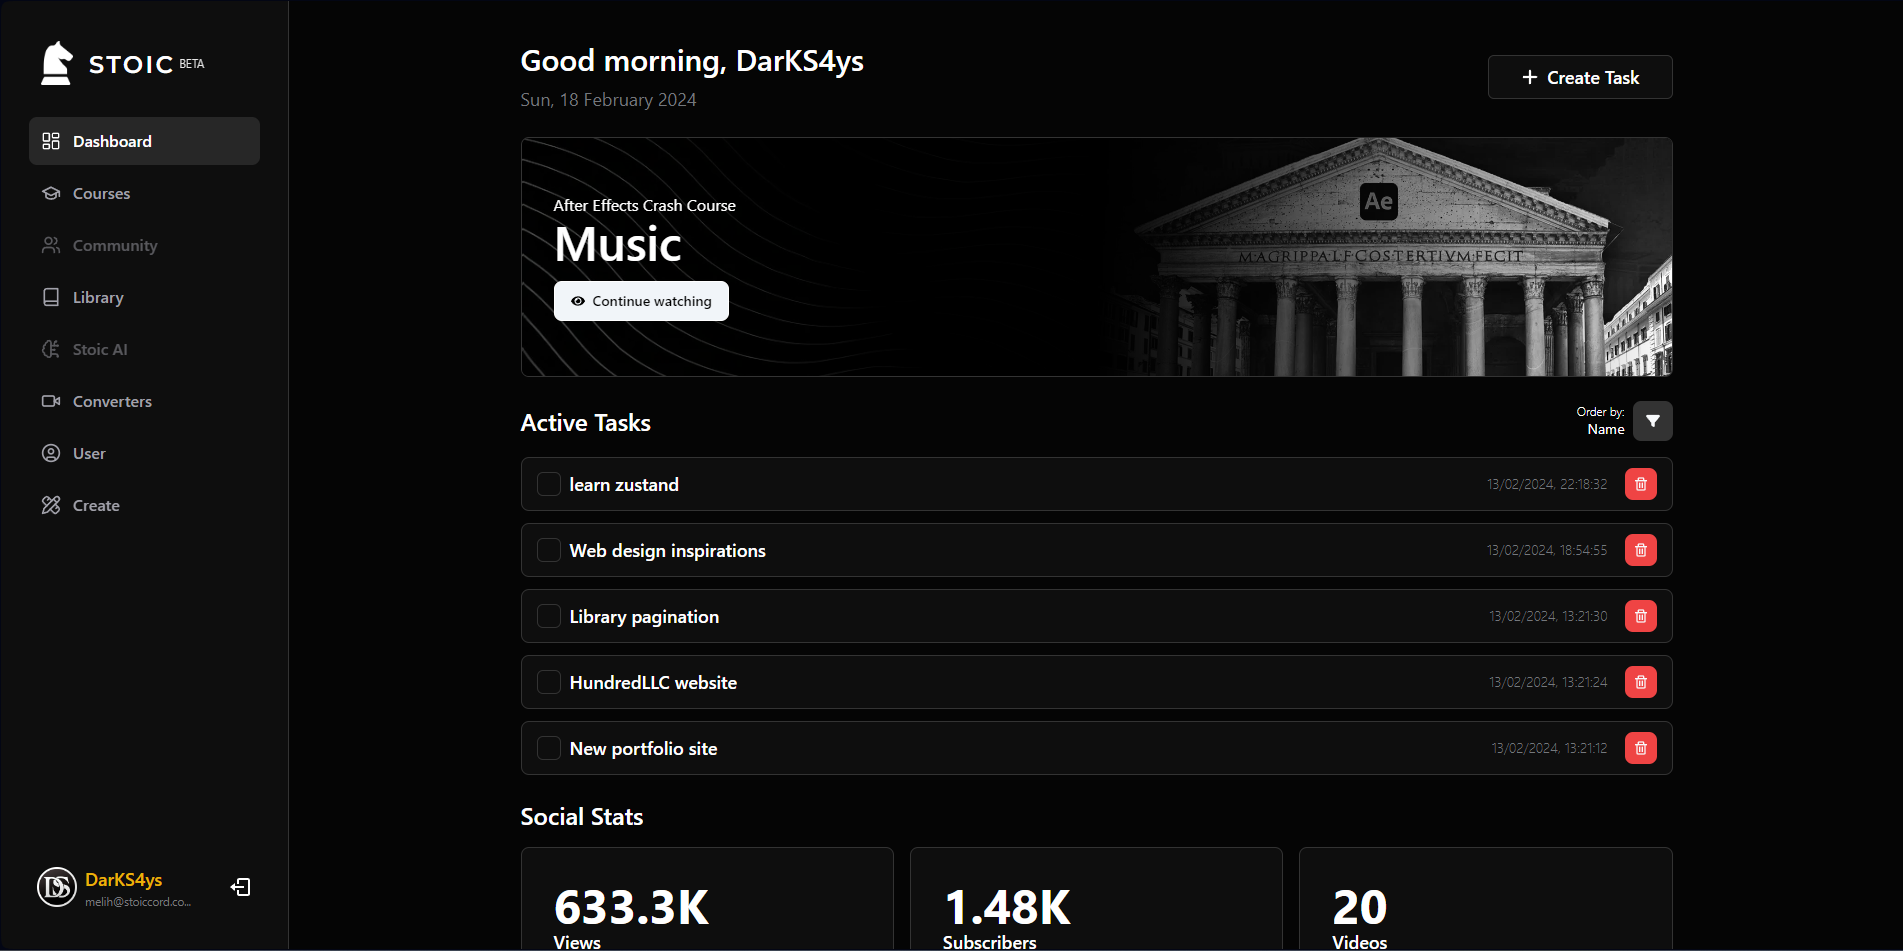 STOIC BETA
Dashboard
Courses
Community
Library
Stoic AI
Converters
User
Create
DS
DarKS4ys
melih@stoiccord.co...
Good morning, DarKS4ys
Sun, 18 February 2024
Create Task
After Effects Crash Course
Music
Continue watching
Ae
M·AGRIPPA·L·F·COS·TERTIVM·FECIT
Active Tasks
Order by:
Name
learn zustand
13/02/2024, 22:18:32
Web design inspirations
13/02/2024, 18:54:55
Library pagination
13/02/2024, 13:21:30
HundredLLC website
13/02/2024, 13:21:24
New portfolio site
13/02/2024, 13:21:12
Social Stats
633.3K
Views
1.48K
Subscribers
20
Videos